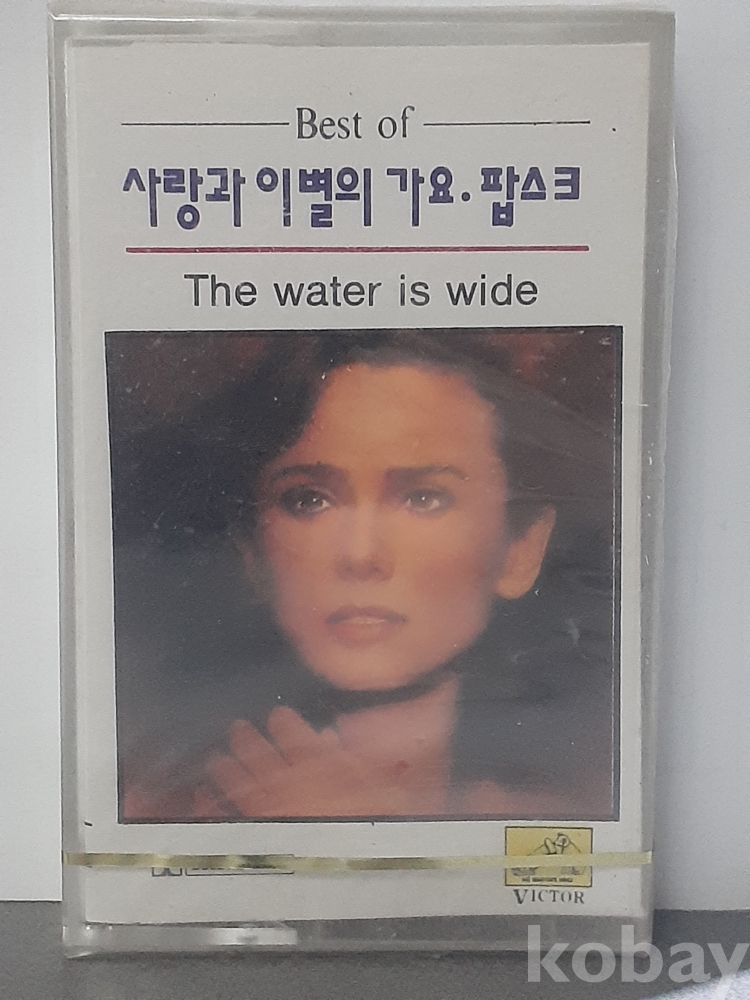 Best of
사랑과 이별의 가요·팝스크
The water is wide
VICTOR
kobay